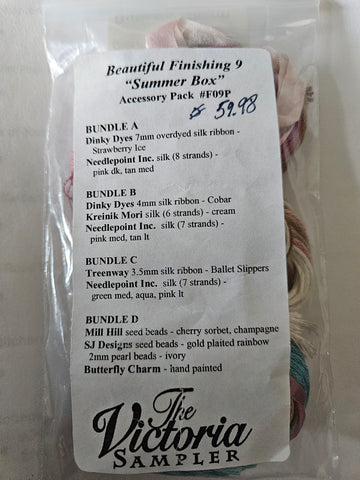 Beautiful Finishing 9
“Summer Box”
Accessory Pack #F09P
59.98
BUNDLE A
Dinky Dyes 7mm overdyed silk ribbon -
Strawberry Ice
Needlepoint Inc. silk (8 strands) -
pink dk, tan med
BUNDLE B
Dinky Dyes 4mm silk ribbon - Cobar
Kreinik Mori silk (6 strands) - cream
Needlepoint Inc. silk (7 strands) -
pink med, tan lt
BUNDLE C
Treenway 3.5mm silk ribbon - Ballet Slippers
Needlepoint Inc. silk (7 strands) -
green med, aqua, pink lt
BUNDLE D
Mill Hill seed beads - cherry sorbet, champagne
SJ Designs seed beads - gold plaited rainbow
2mm pearl beads - ivory
Butterfly Charm - hand painted
The
Victoria
SAMPLER